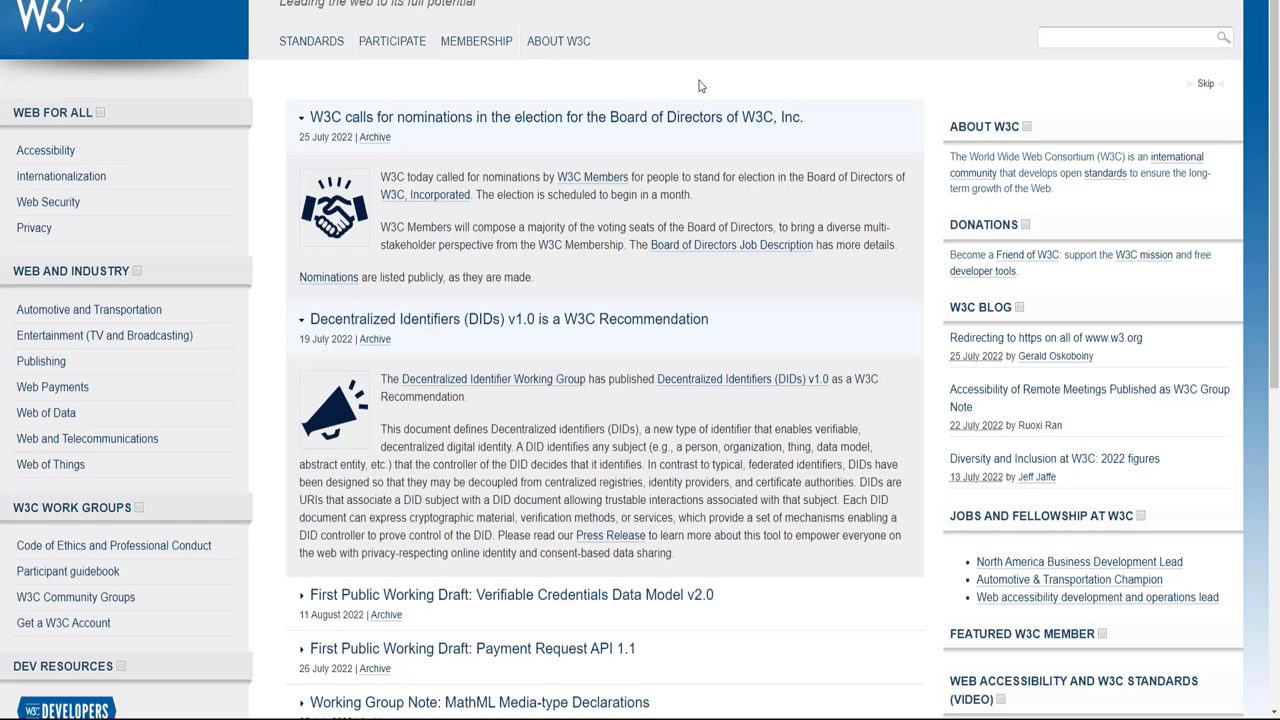 W3C
Leading the web to its full potential
STANDARDS PARTICIPATE MEMBERSHIP ABOUT W3C
Skip
WEB FOR ALL
Accessibility
Internationalization
Web Security
Privacy
WEB AND INDUSTRY
Automotive and Transportation
Entertainment (TV and Broadcasting)
Publishing
Web Payments
Web of Data
Web and Telecommunications
Web of Things
W3C WORK GROUPS
Code of Ethics and Professional Conduct
Participant guidebook
W3C Community Groups
Get a W3C Account
DEV RESOURCES
W3C DEVELOPERS
W3C calls for nominations in the election for the Board of Directors of W3C, Inc.
25 July 2022 | Archive
W3C today called for nominations by W3C Members for people to stand for election in the Board of Directors of
W3C, Incorporated. The election is scheduled to begin in a month.
W3C Members will compose a majority of the voting seats of the Board of Directors, to bring a diverse multi-
stakeholder perspective from the W3C Membership. The Board of Directors Job Description has more details.
Nominations are listed publicly, as they are made.
Decentralized Identifiers (DIDs) v1.0 is a W3C Recommendation
19 July 2022 | Archive
The Decentralized Identifier Working Group has published Decentralized Identifiers (DIDs) v1.0 as a W3C
Recommendation.
This document defines Decentralized identifiers (DIDs), a new type of identifier that enables verifiable,
decentralized digital identity. A DID identifies any subject (e.g., a person, organization, thing, data model,
abstract entity, etc.) that the controller of the DID decides that it identifies. In contrast to typical, federated identifiers, DIDs have
been designed so that they may be decoupled from centralized registries, identity providers, and certificate authorities. DIDs are
URIs that associate a DID subject with a DID document allowing trustable interactions associated with that subject. Each DID
document can express cryptographic material, verification methods, or services, which provide a set of mechanisms enabling a
DID controller to prove control of the DID. Please read our Press Release to learn more about this tool to empower everyone on
the web with privacy-respecting online identity and consent-based data sharing.
First Public Working Draft: Verifiable Credentials Data Model v2.0
11 August 2022 | Archive
First Public Working Draft: Payment Request API 1.1
26 July 2022 | Archive
Working Group Note: MathML Media-type Declarations
ABOUT W3C
The World Wide Web Consortium (W3C) is an international
community that develops open standards to ensure the long-
term growth of the Web.
DONATIONS
Become a Friend of W3C: support the W3C mission and free
developer tools.
W3C BLOG
Redirecting to https on all of www.w3.org
25 July 2022 by Gerald Oskoboiny
Accessibility of Remote Meetings Published as W3C Group
Note
22 July 2022 by Ruoxi Ran
Diversity and Inclusion at W3C: 2022 figures
13 July 2022 by Jeff Jaffe
JOBS AND FELLOWSHIP AT W3C
North America Business Development Lead
Automotive & Transportation Champion
Web accessibility development and operations lead
FEATURED W3C MEMBER
WEB ACCESSIBILITY AND W3C STANDARDS
(VIDEO)